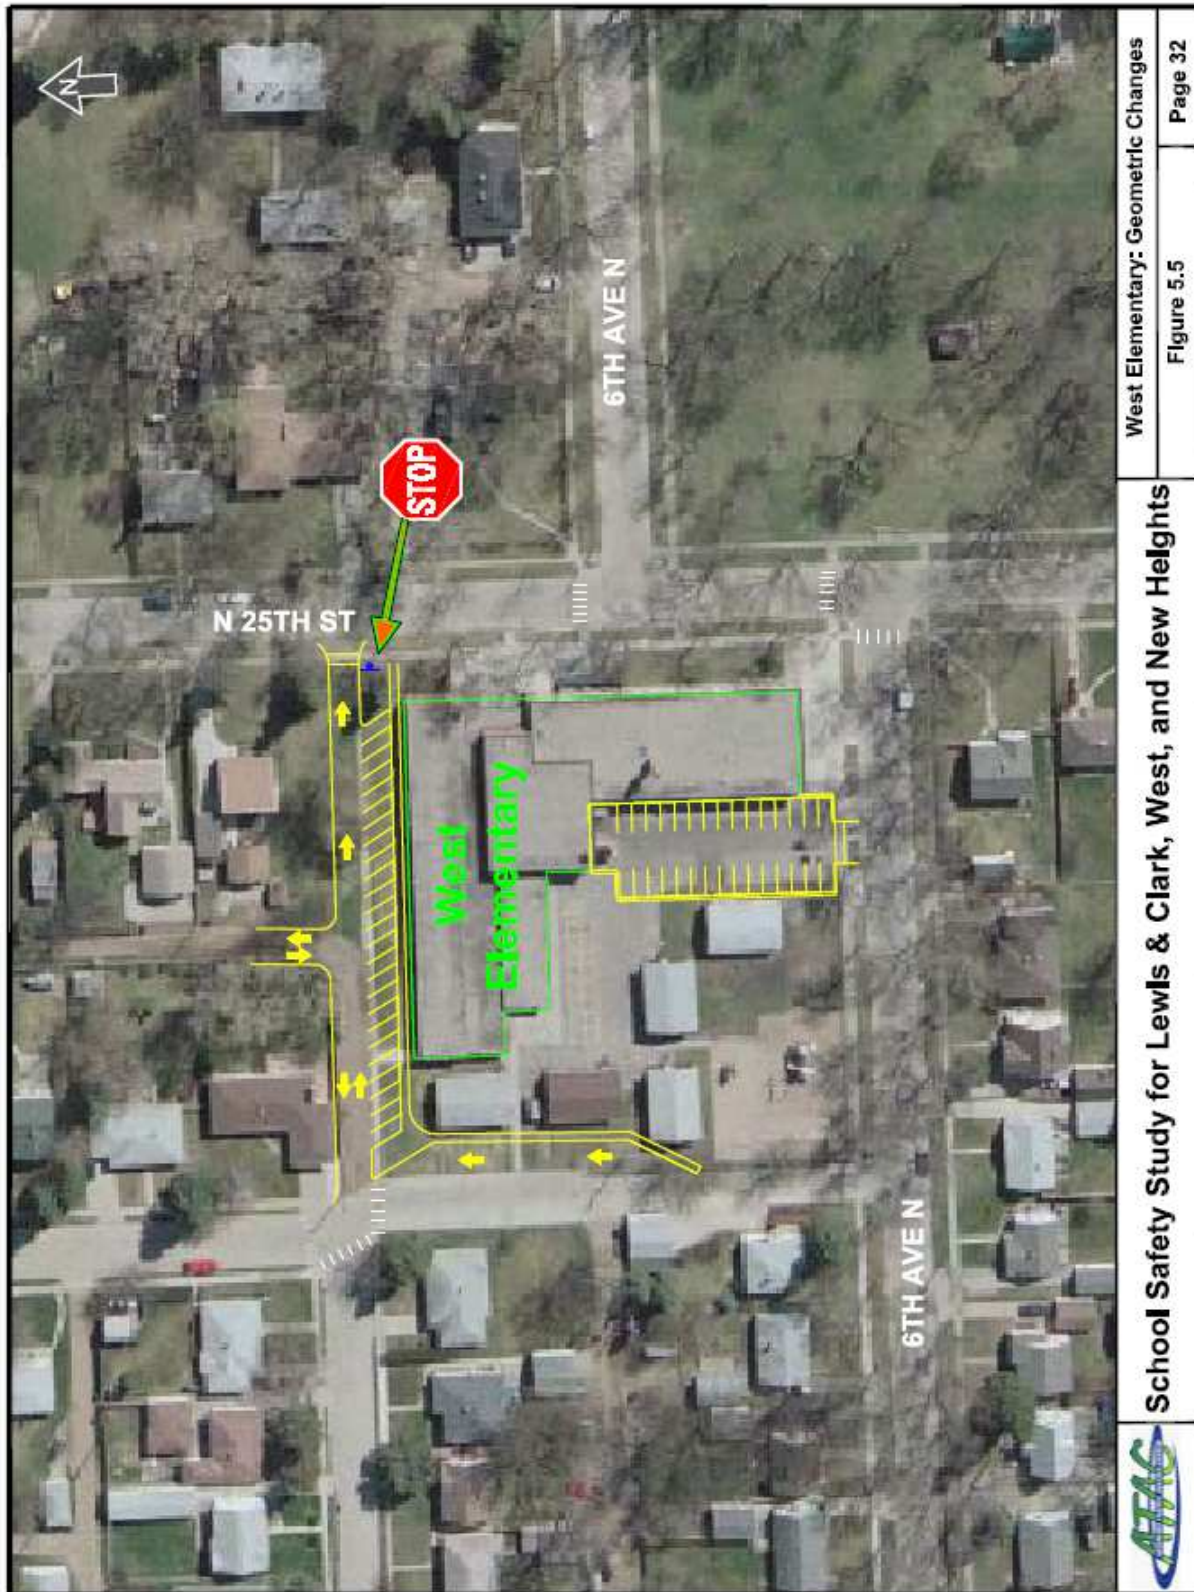 N
6TH AVE N
STOP
N 25TH ST
West
Elementary
6TH AVE N
ATAC
School Safety Study for Lewis & Clark, West, and New Heights
West Elementary: Geometric Changes
Figure 5.5
Page 32